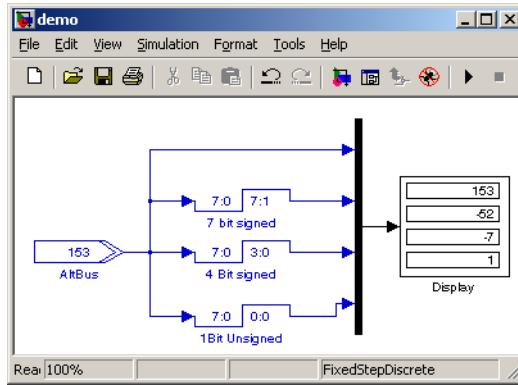 demo
File Edit View Simulation Format Tools Help
7:0 7:1
7 bit signed
153
AltBus
7:0 3:0
4 Bit signed
7:0 0:0
1Bit Unsigned
153
-52
-7
1
Display
Rea 100% FixedStepDiscrete